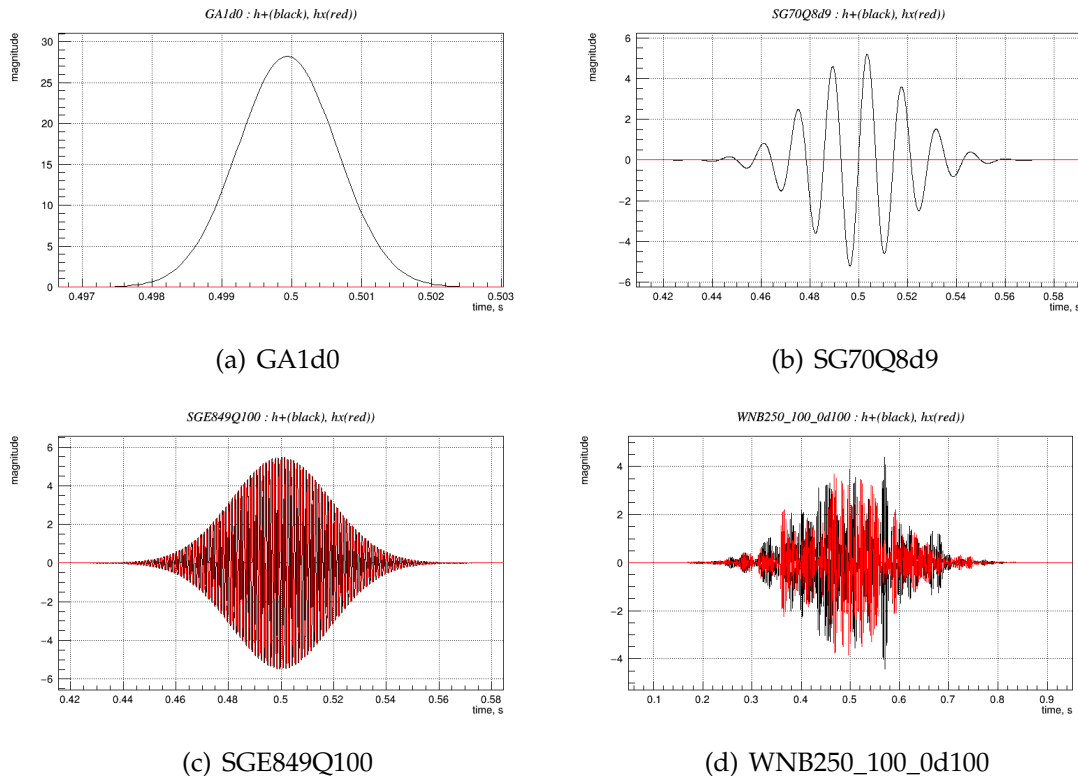 GA1d0 : h+(black), hx(red))
magnitude
30
25
20
15
10
5
0
0.497 0.498 0.499 0.5 0.501 0.502 0.503
time, s
(a) GA1d0
SG70Q8d9 : h+(black), hx(red))
magnitude
6
4
2
0
−2
−4
−6
0.42 0.44 0.46 0.48 0.5 0.52 0.54 0.56 0.58
time, s
(b) SG70Q8d9
SGE849Q100 : h+(black), hx(red))
magnitude
6
4
2
0
−2
−4
−6
0.42 0.44 0.46 0.48 0.5 0.52 0.54 0.56 0.58
time, s
(c) SGE849Q100
WNB250_100_0d100 : h+(black), hx(red))
magnitude
4
2
0
−2
−4
0.1 0.2 0.3 0.4 0.5 0.6 0.7 0.8 0.9
time, s
(d) WNB250_100_0d100